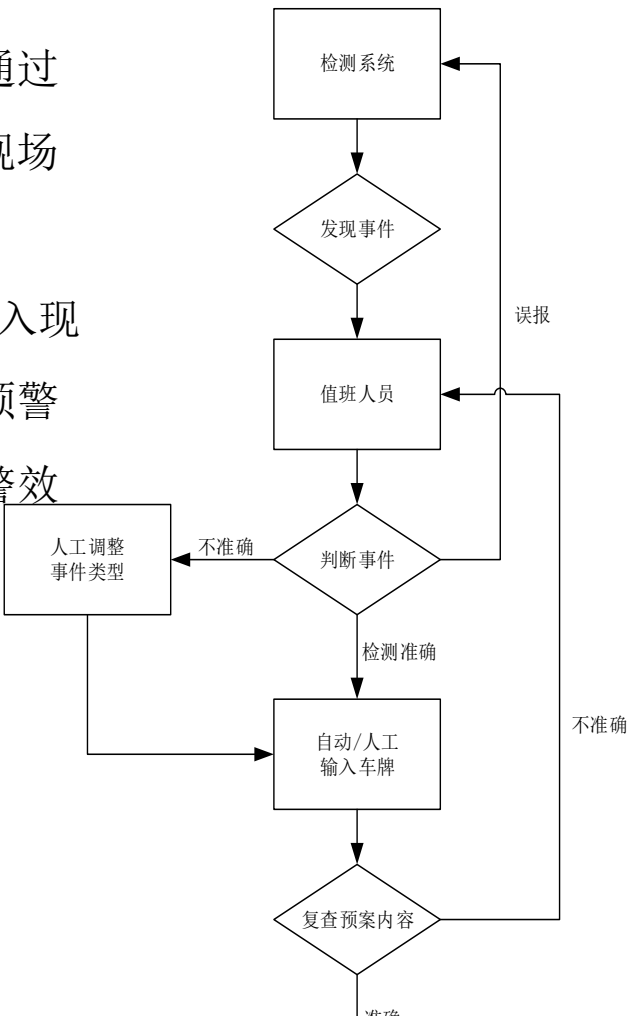 通过
现场
入现
预警
警效
检测系统
发现事件
误报
值班人员
人工调整
事件类型
不准确
判断事件
检测准确
自动/人工
输入车牌
不准确
复查预案内容
准确